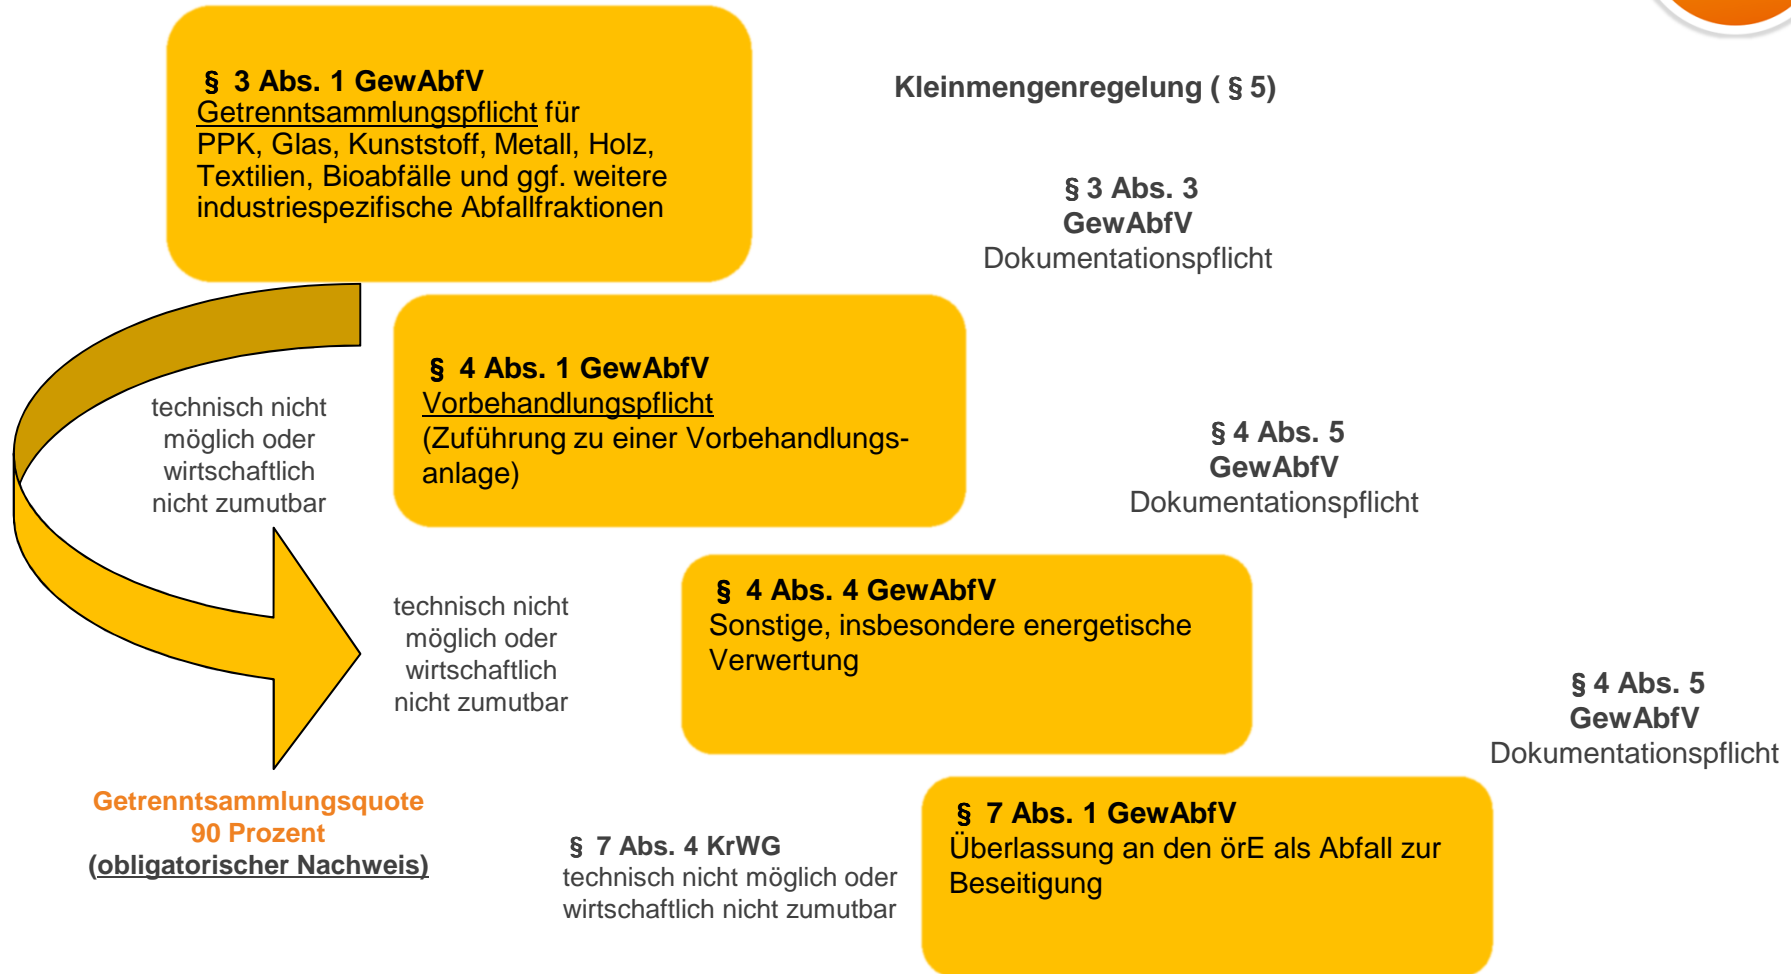 § 3 Abs. 1 GewAbfV
Getrenntsammlungspflicht für
PPK, Glas, Kunststoff, Metall, Holz,
Textilien, Bioabfälle und ggf. weitere
industriespezifische Abfallfraktionen
Kleinmengenregelung ( § 5)
§ 3 Abs. 3
GewAbfV
Dokumentationspflicht
technisch nicht
möglich oder
wirtschaftlich
nicht zumutbar
§ 4 Abs. 1 GewAbfV
Vorbehandlungspflicht
(Zuführung zu einer Vorbehandlungs-
anlage)
§ 4 Abs. 5
GewAbfV
Dokumentationspflicht
technisch nicht
möglich oder
wirtschaftlich
nicht zumutbar
§ 4 Abs. 4 GewAbfV
Sonstige, insbesondere energetische
Verwertung
§ 4 Abs. 5
GewAbfV
Dokumentationspflicht
Getrenntsammlungsquote
90 Prozent
(obligatorischer Nachweis)
§ 7 Abs. 4 KrWG
technisch nicht möglich oder
wirtschaftlich nicht zumutbar
§ 7 Abs. 1 GewAbfV
Überlassung an den örE als Abfall zur
Beseitigung